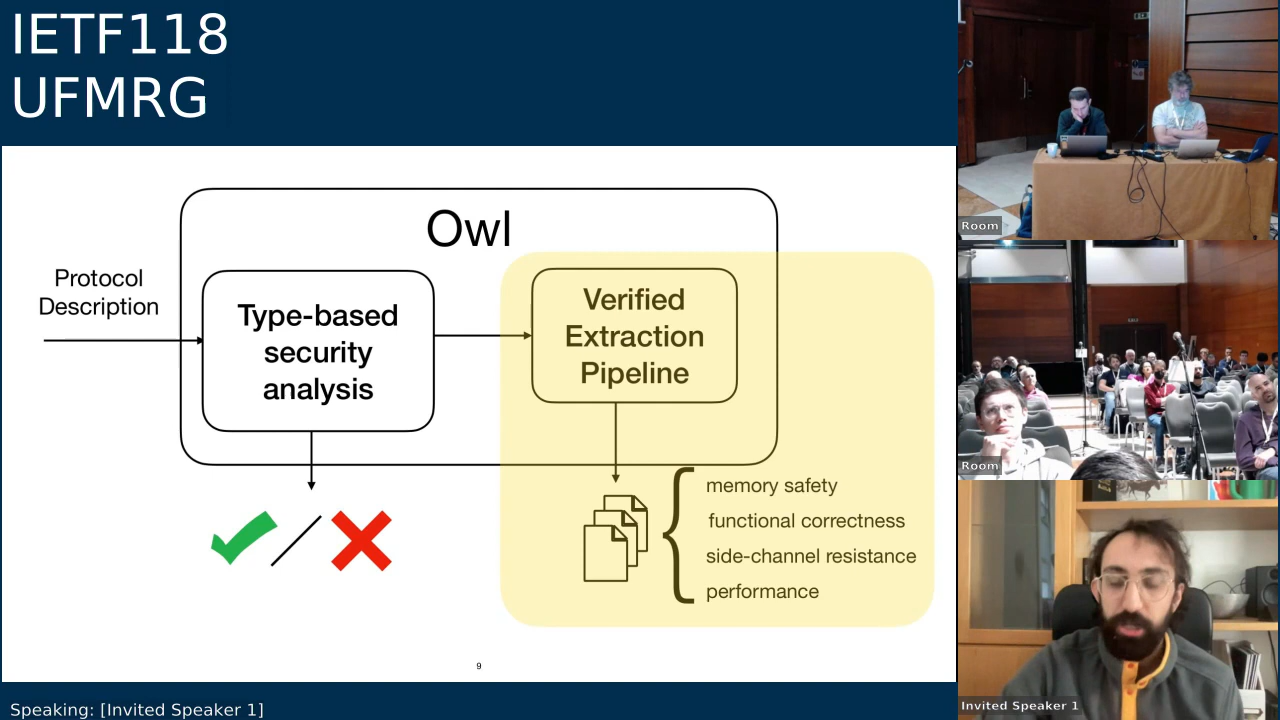 IETF118
UFMRG
Owl
Protocol
Description
Type-based
security
analysis
Verified
Extraction
Pipeline
memory safety
functional correctness
side-channel resistance
performance
9
Speaking: [Invited Speaker 1]
Room
Room
Invited Speaker 1